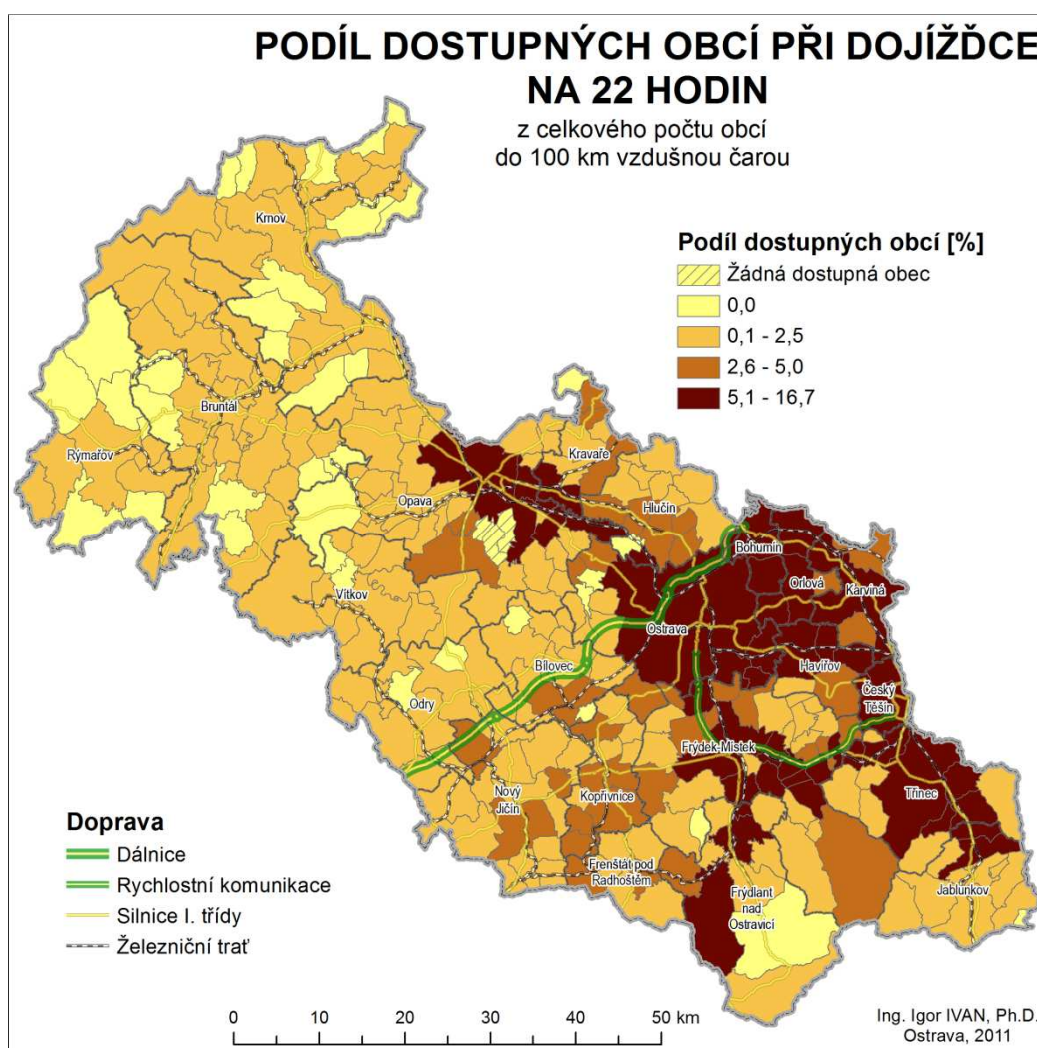 PODÍL DOSTUPNÝCH OBCÍ PŘI DOJÍŽĎCE
NA 22 HODIN
z celkového počtu obcí
do 100 km vzdušnou čarou
Krnov
Podíl dostupných obcí [%]
Žádná dostupná obec
0,0
0,1 - 2,5
2,6 - 5,0
5,1 - 16,7
Bruntál
Rýmařov
Kravaře
Opava
Hlučín
Bohumín
Orlová
Karviná
Vítkov
Ostrava
Bílovec
Havířov
Český
Těšín
Odry
Frýdek-Místek
Nový
Jičín
Kopřivnice
Třinec
Frenštát pod
Radhoštěm
Frýdlant
nad
Ostravicí
Jablunkov
Doprava
Dálnice
Rychlostní komunikace
Silnice I. třídy
Železniční trať
0 10 20 30 40 50 km
Ing. Igor IVAN, Ph.D.
Ostrava, 2011